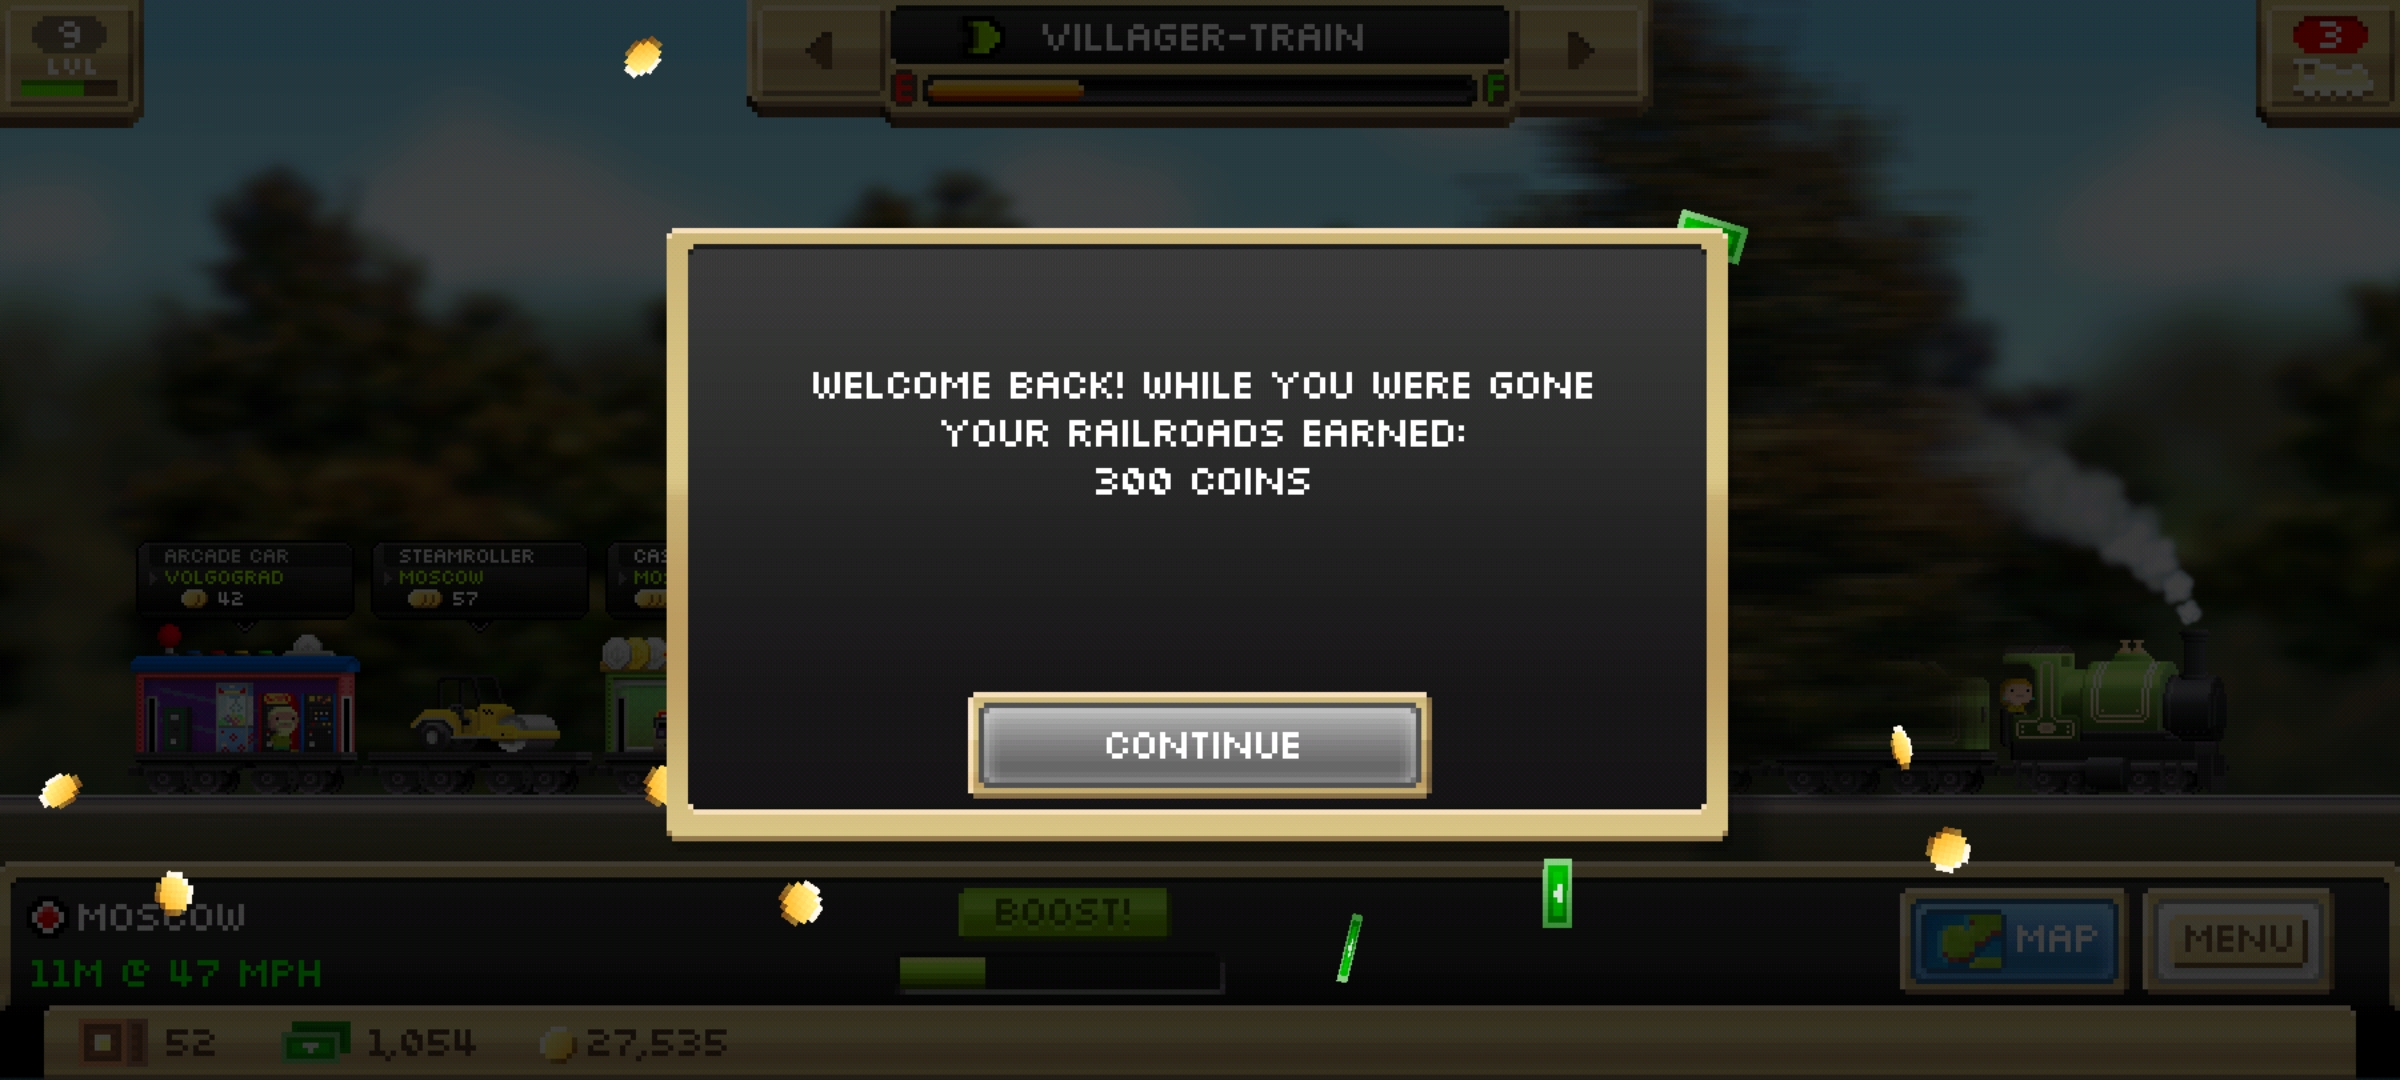 9
LVL
VILLAGER-TRAIN
E
F
3
WELCOME BACK! WHILE YOU WERE GONE
YOUR RAILROADS EARNED:
300 COINS
CONTINUE
ARCADE CAR
VOLGOGRAD
42
STEAMROLLER
MOSCOW
57
MOSCOW
11M @ 47 MPH
BOOST!
MAP
MENU
52
1,054
27,535